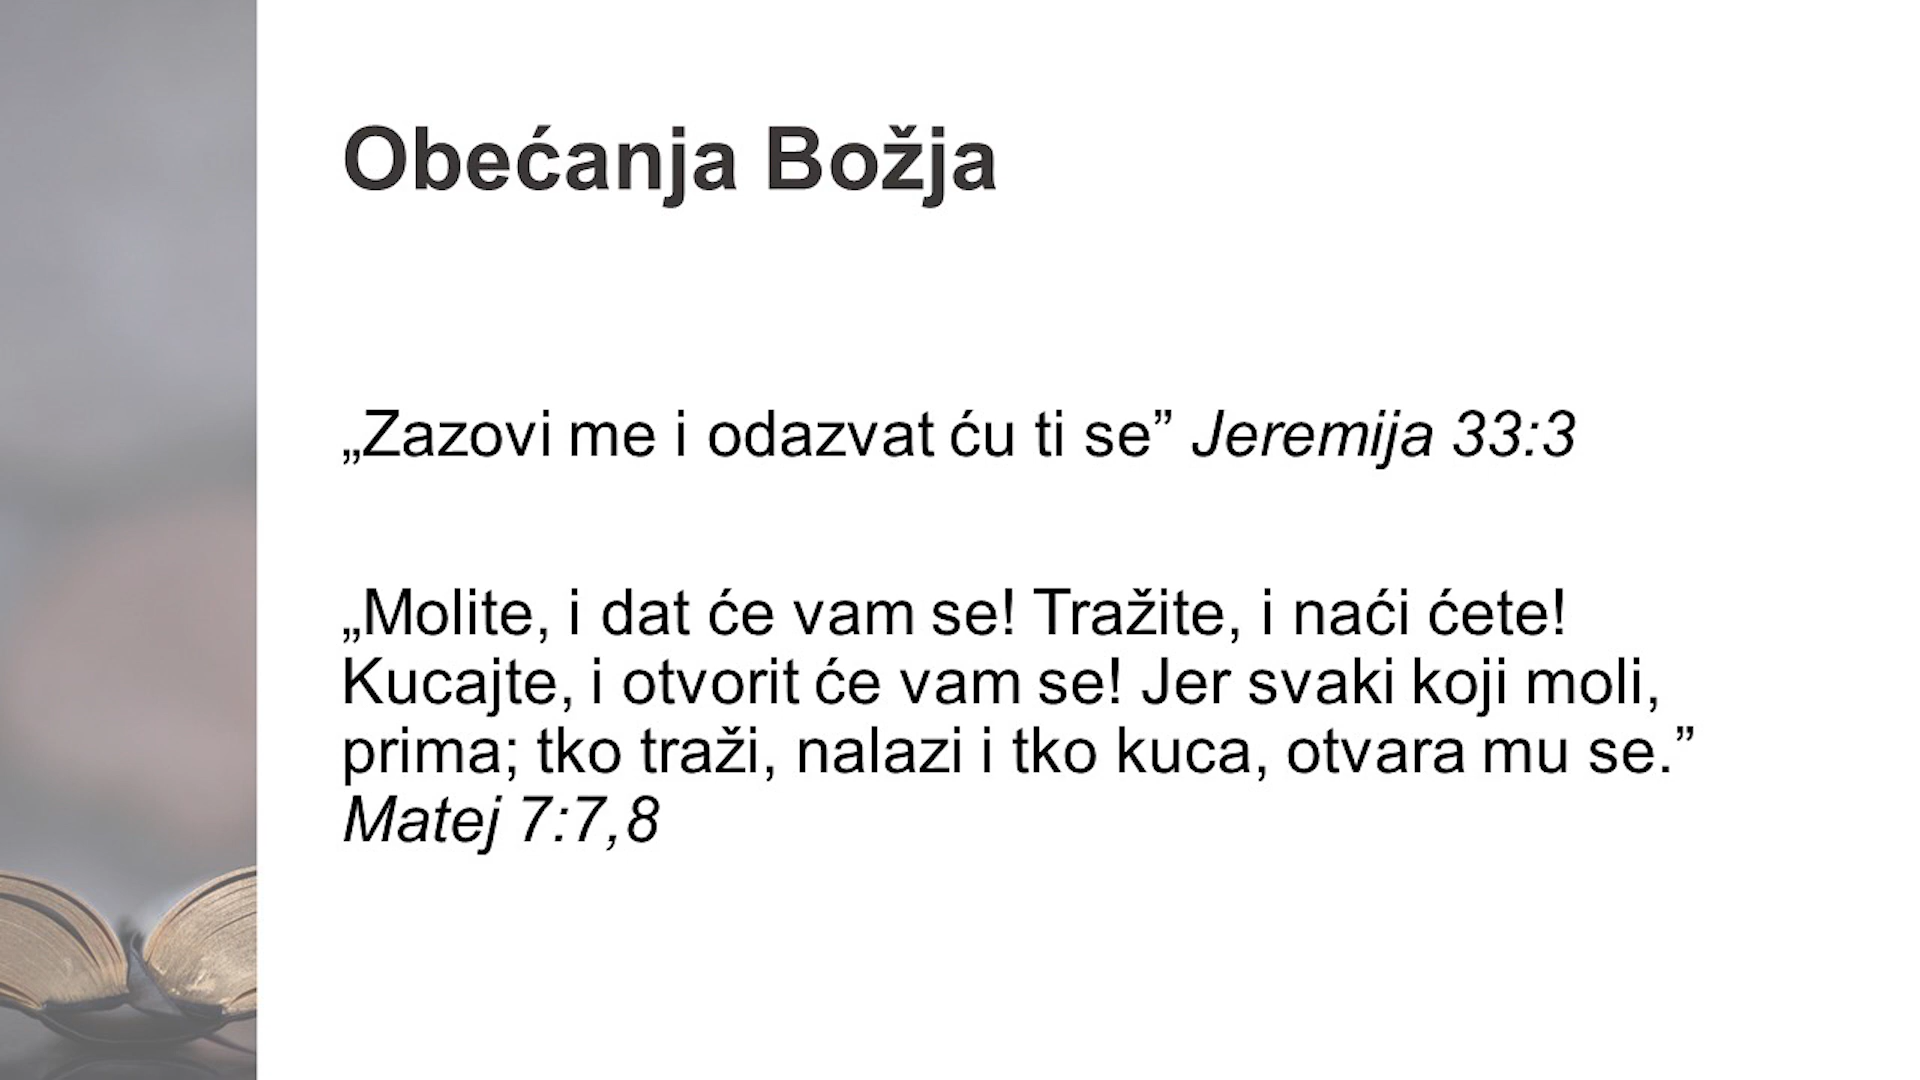 Obećanja Božja
„Zazovi me i odazvat ću ti se” Jeremija 33:3
„Molite, i dat će vam se! Tražite, i naći ćete!
Kucajte, i otvorit će vam se! Jer svaki koji moli,
prima; tko traži, nalazi i tko kuca, otvara mu se.”
Matej 7:7,8